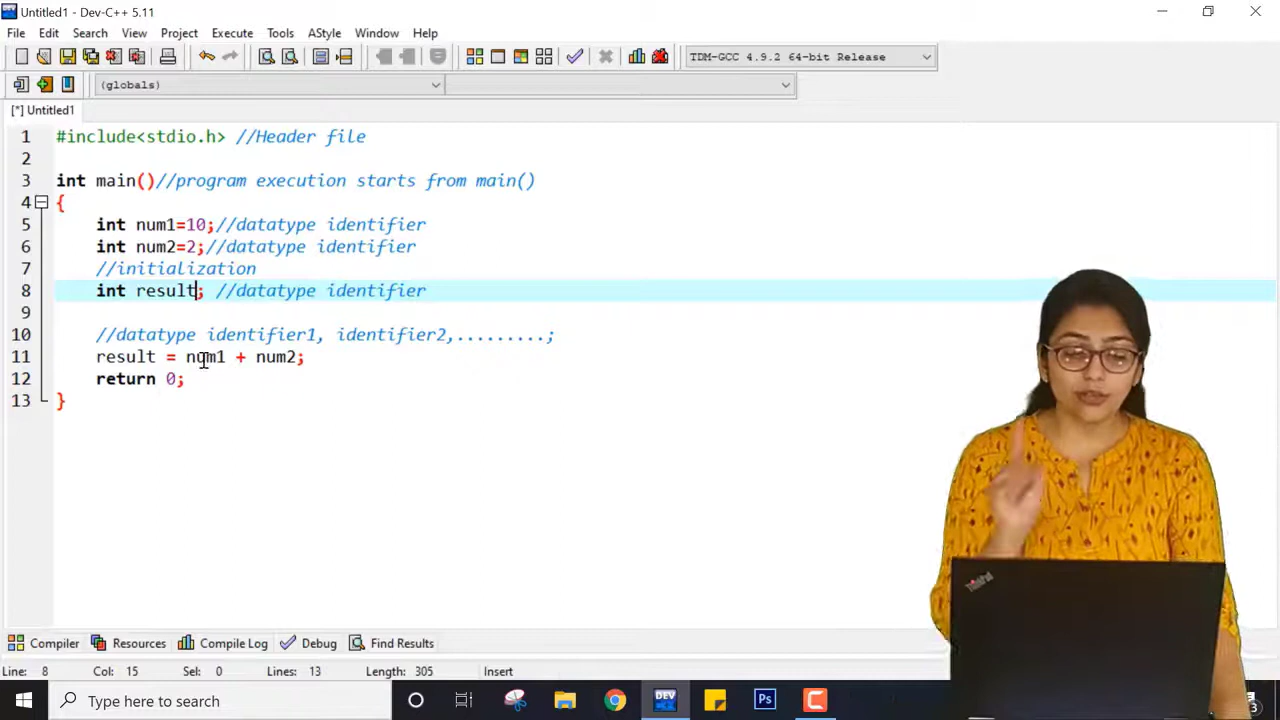 Untitled1 - Dev-C++ 5.11
File Edit Search View Project Execute Tools AStyle Window Help
TDM-GCC 4.9.2 64-bit Release
(globals)
[*] Untitled1
1 #include<stdio.h> //Header file
2
3 int main()//program execution starts from main()
4 {
5 int num1=10;//datatype identifier
6 int num2=2;//datatype identifier
7 //initialization
8 int result; //datatype identifier
9
10 //datatype identifier1, identifier2,.........;
11 result = num1 + num2;
12 return 0;
13 }
ThinkPad
Compiler Resources Compile Log Debug Find Results
Line: 8 Col: 15 Sel: 0 Lines: 13 Length: 305 Insert
Type here to search
DEV
Ps
3